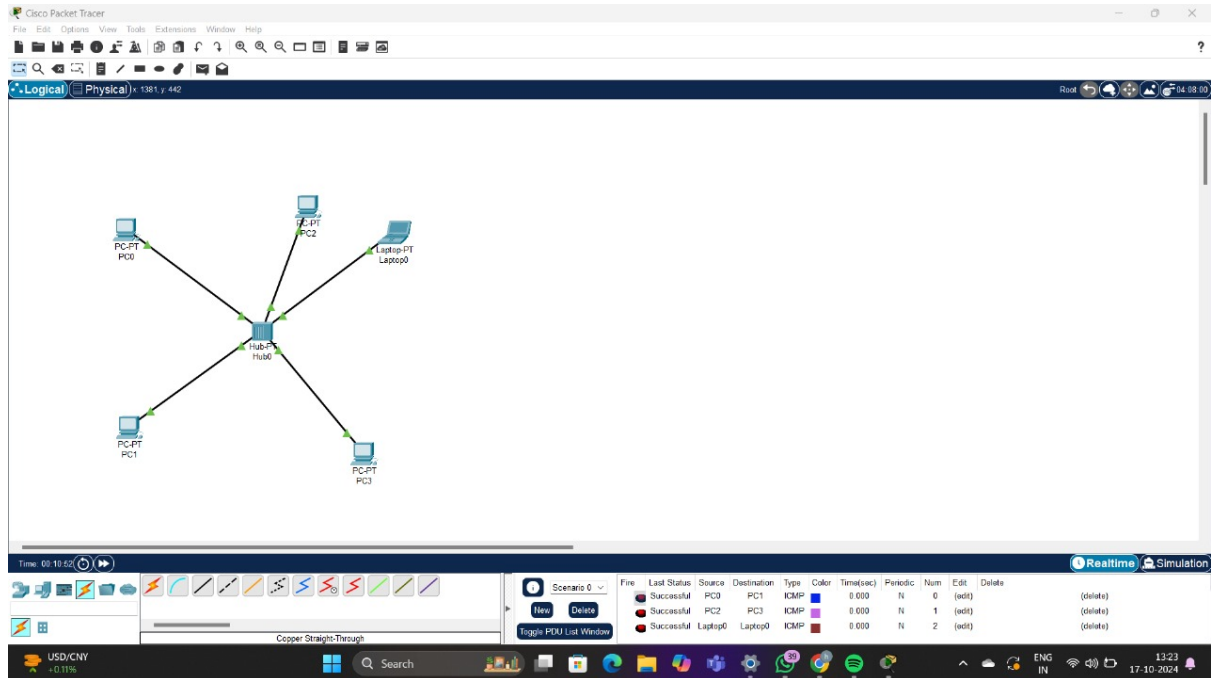 Cisco Packet Tracer
File Edit Options View Tools Extensions Window Help
?
Logical Physical x: 1381, y: 442 Root 04:08:00
PC-PT
PC2
PC-PT
PC0
Laptop-PT
Laptop0
Hub-PT
Hub0
PC-PT
PC1
PC-PT
PC3
Time: 00:10:52 Realtime Simulation
Scenario 0
New Delete
Toggle PDU List Window
Fire Last Status Source Destination Type Color Time(sec) Periodic Num Edit Delete
Successful PC0 PC1 ICMP 0.000 N 0 (edit) (delete)
Successful PC2 PC3 ICMP 0.000 N 1 (edit) (delete)
Successful Laptop0 Laptop0 ICMP 0.000 N 2 (edit) (delete)
Copper Straight-Through
USD/CNY
+0.11%
Search
39
ENG
IN
13:23
17-10-2024